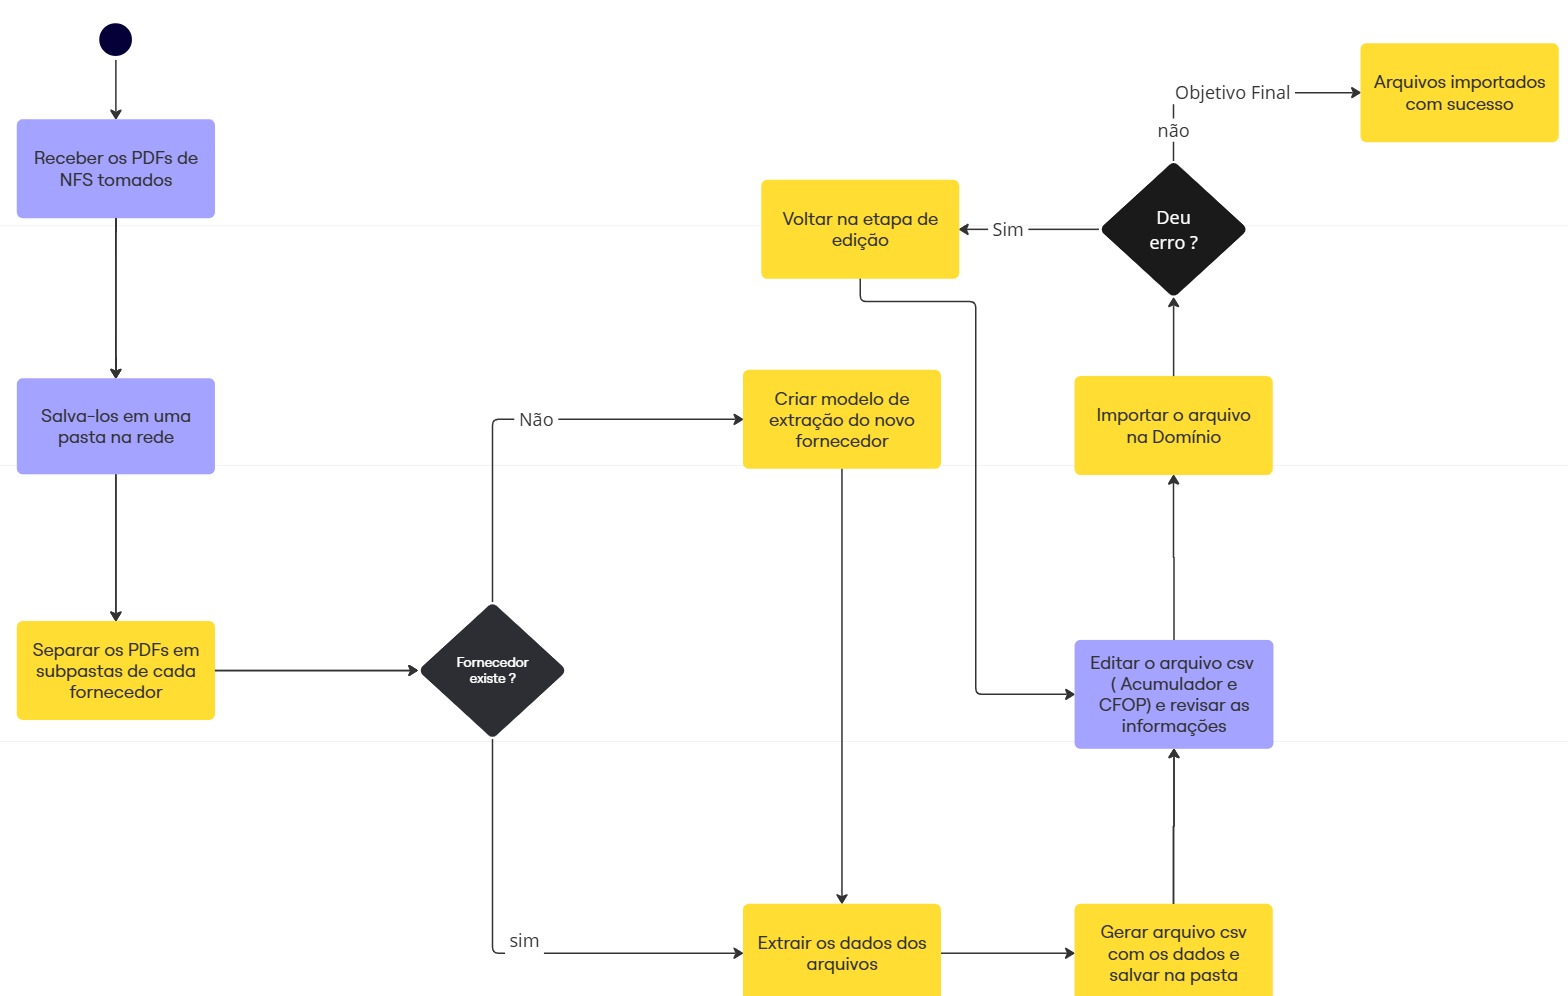 Receber os PDFs de
NFS tomados
Salva-los em uma
pasta na rede
Separar os PDFs em
subpastas de cada
fornecedor
Fornecedor
existe ?
Não
Criar modelo de
extração do novo
fornecedor
sim
Extrair os dados dos
arquivos
Gerar arquivo csv
com os dados e
salvar na pasta
Editar o arquivo csv
( Acumulador e
CFOP) e revisar as
informações
Importar o arquivo
na Domínio
Deu
erro ?
Sim
Voltar na etapa de
edição
não
Objetivo Final
Arquivos importados
com sucesso